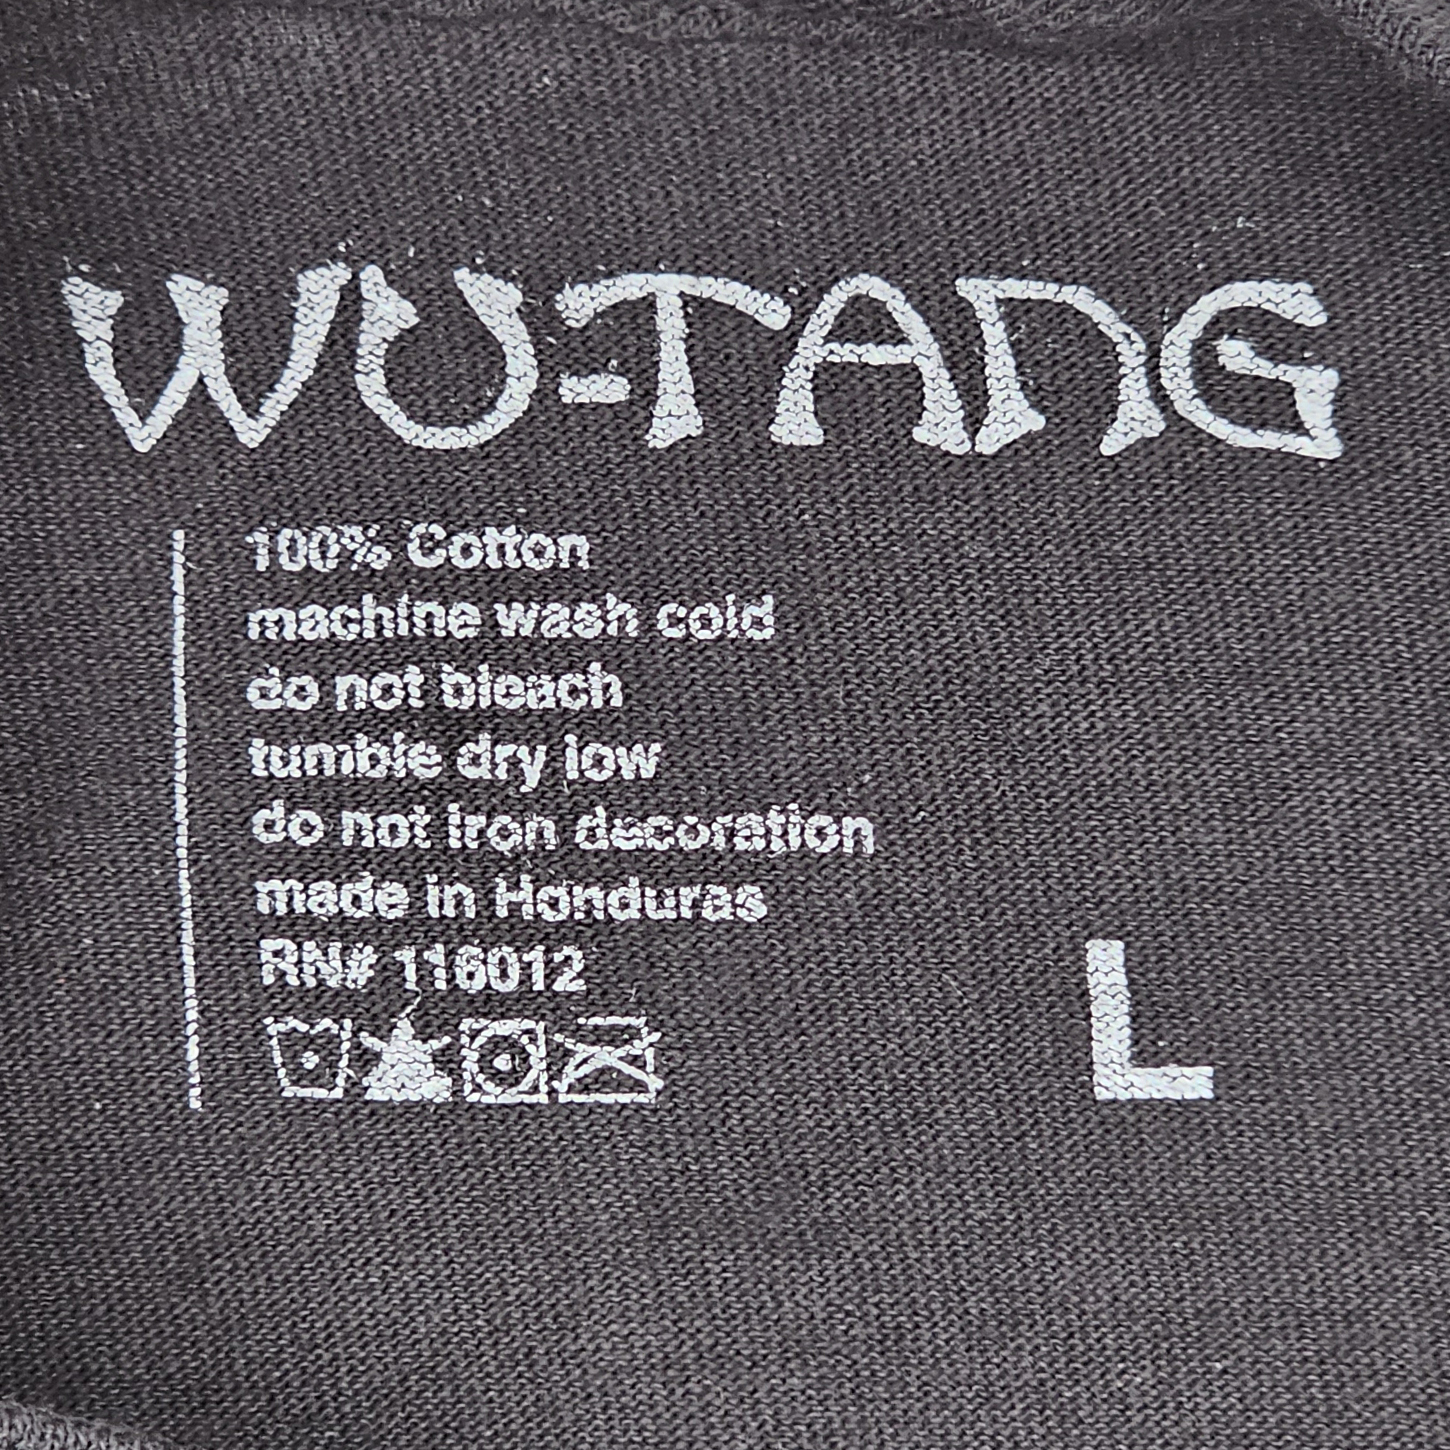 WU-TANG
100% Cotton
machine wash cold
do not bleach
tumble dry low
do not iron decoration
made in Honduras
RN# 116012
L